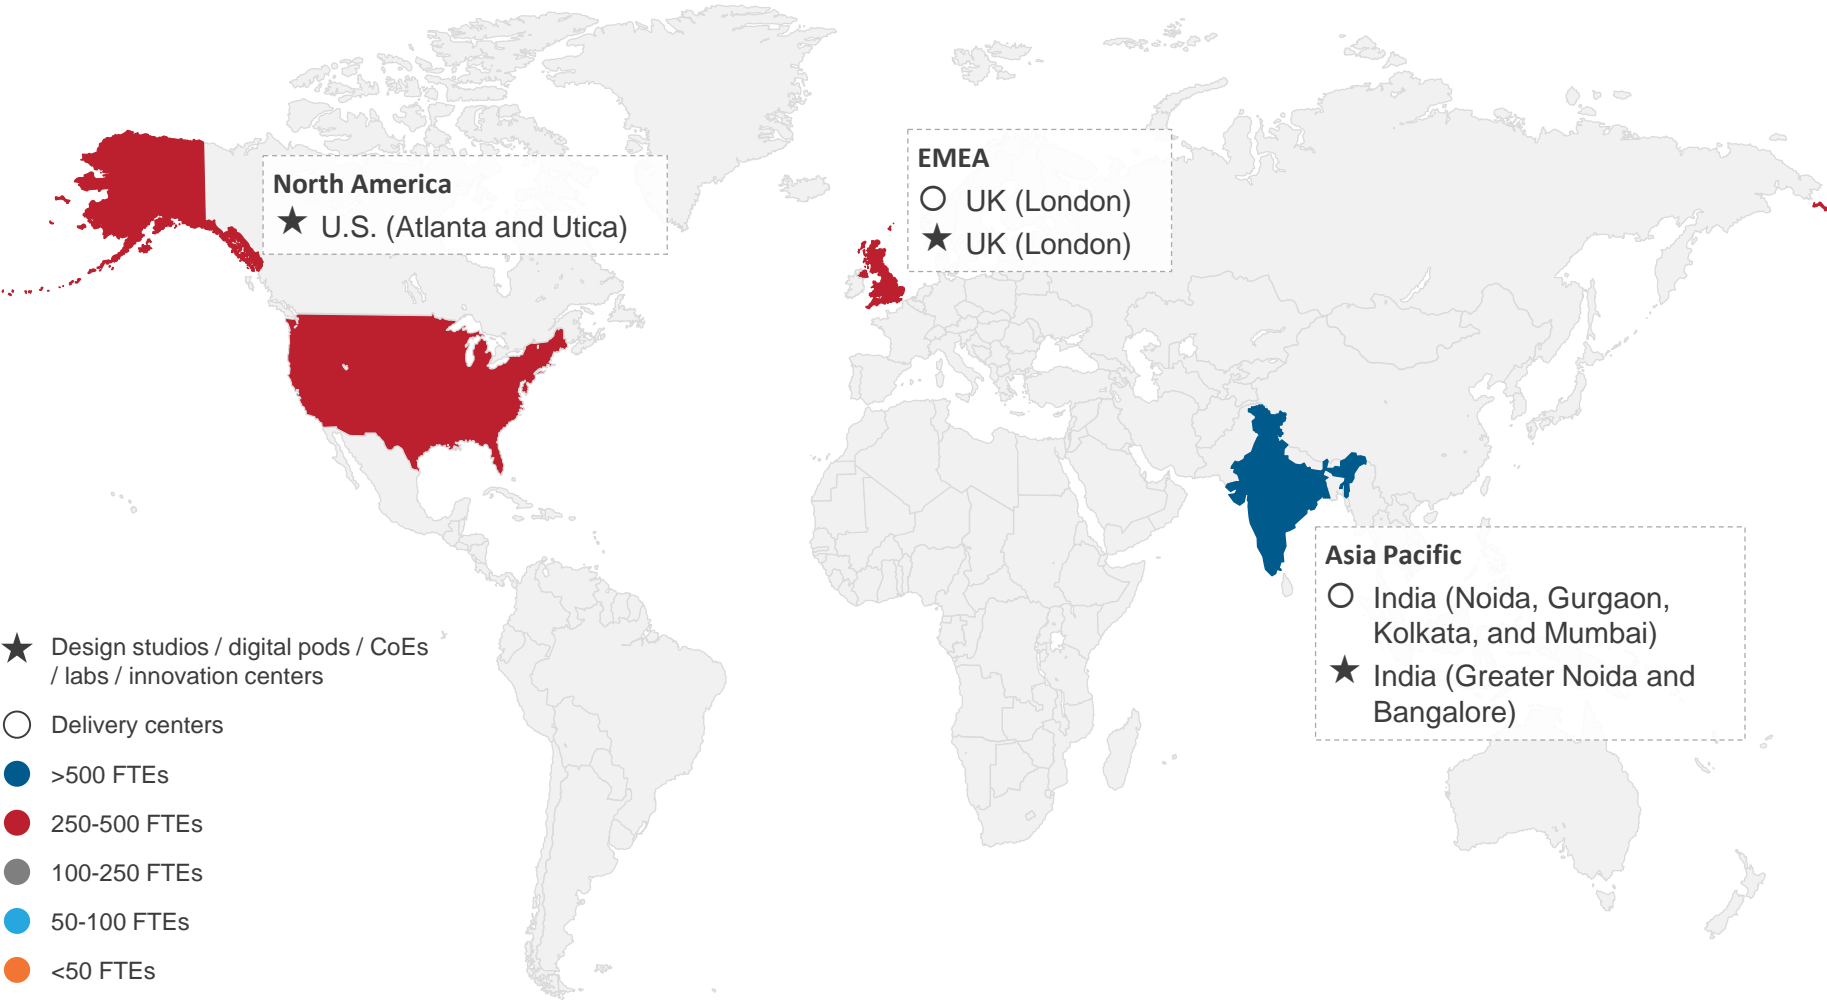 North America
U.S. (Atlanta and Utica)
EMEA
UK (London)
UK (London)
Asia Pacific
India (Noida, Gurgaon,
Kolkata, and Mumbai)
India (Greater Noida and
Bangalore)
Design studios / digital pods / CoEs
/ labs / innovation centers
Delivery centers
>500 FTEs
250-500 FTEs
100-250 FTEs
50-100 FTEs
<50 FTEs